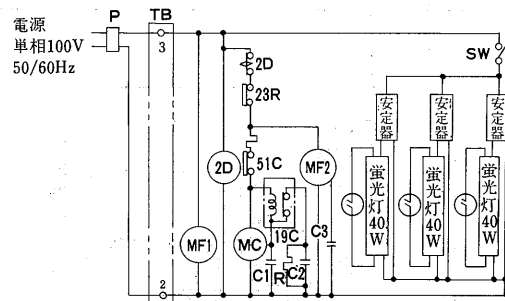 電源
単相100V
50/60Hz
P
TB
3
2D
23R
51C
2D
MF2
MF1
MC
19C
C3
C1
R
C2
2
SW
安定器
安定器
安定器
蛍光灯40W
蛍光灯40W
蛍光灯40W